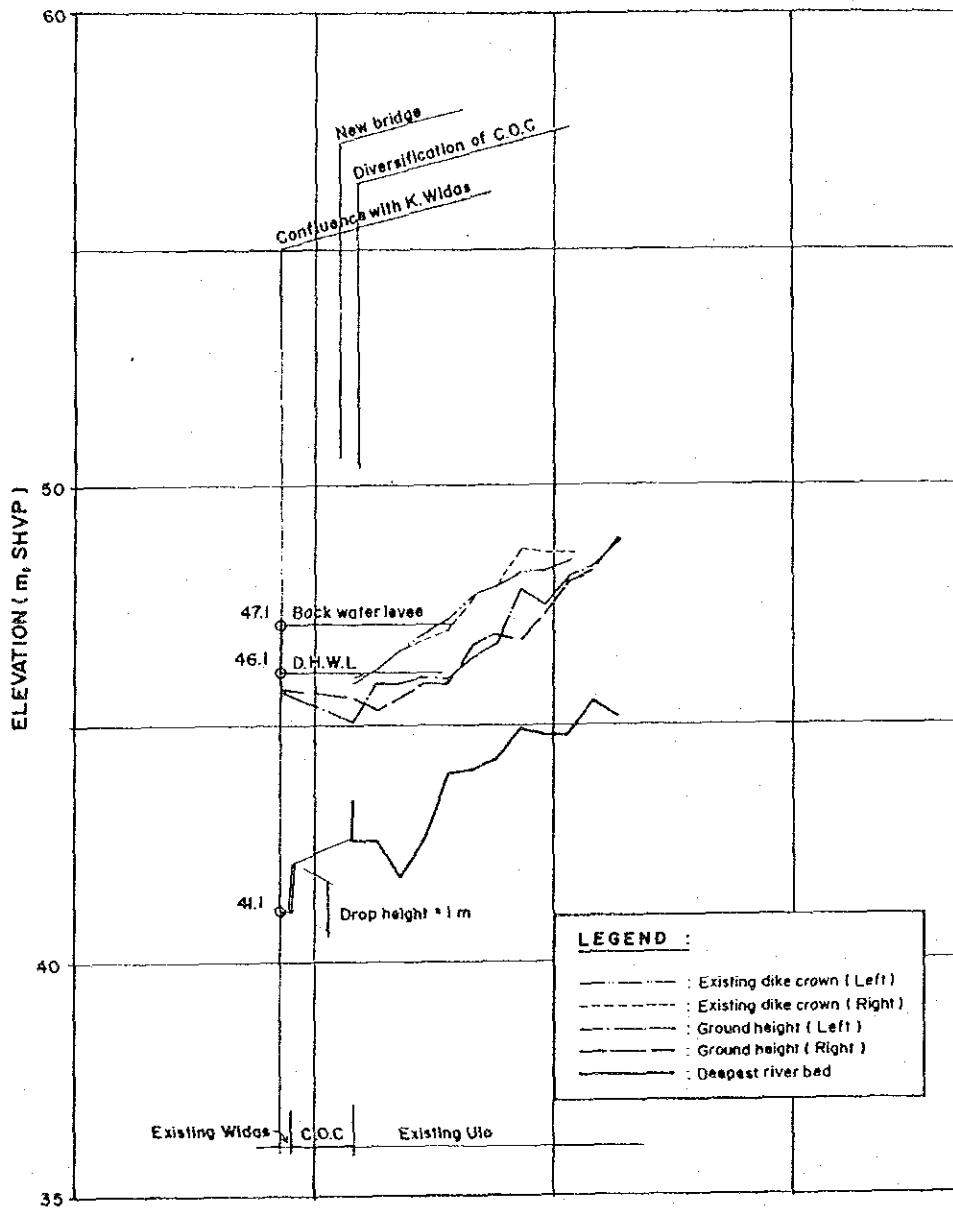 60
New bridge
Diversification of C.O.C
Confluence with K. Widas
50
ELEVATION ( m, SHVP )
47.1
Back water levee
46.1
D.H.W.L
41.1
Drop height = 1 m
40
LEGEND :
: Existing dike crown ( Left )
: Existing dike crown ( Right )
: Ground height ( Left )
: Ground height ( Right )
: Deepest river bed
Existing Widas
C.O.C
Existing Ulo
35